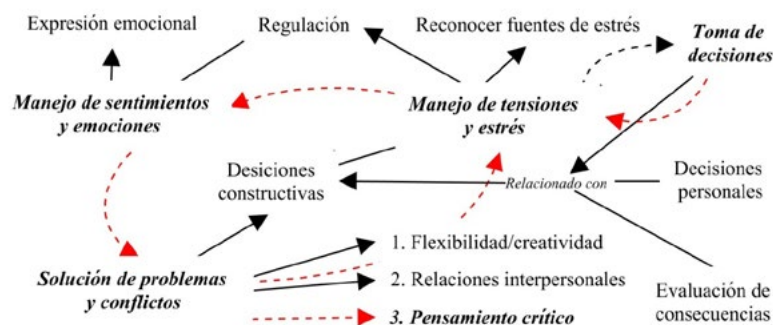 Expresión emocional
Regulación
Reconocer fuentes de estrés
Toma de
decisiones
Manejo de sentimientos
y emociones
Manejo de tensiones
y estrés
Desiciones
constructivas
Relacionado con
Decisiones
personales
Solución de problemas
y conflictos
1. Flexibilidad/creatividad
2. Relaciones interpersonales
3. Pensamiento crítico
Evaluación de
consecuencias